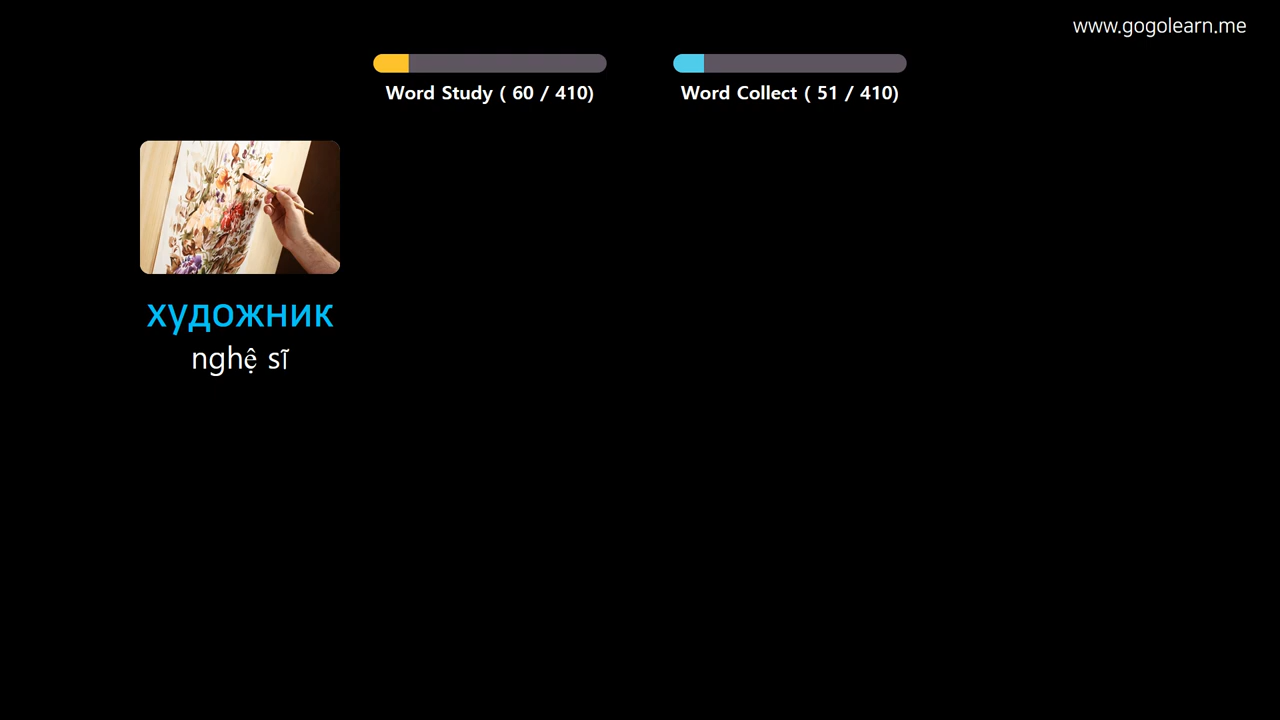 www.gogolearn.me
Word Study ( 60 / 410)
Word Collect ( 51 / 410)
художник
nghệ sĩ